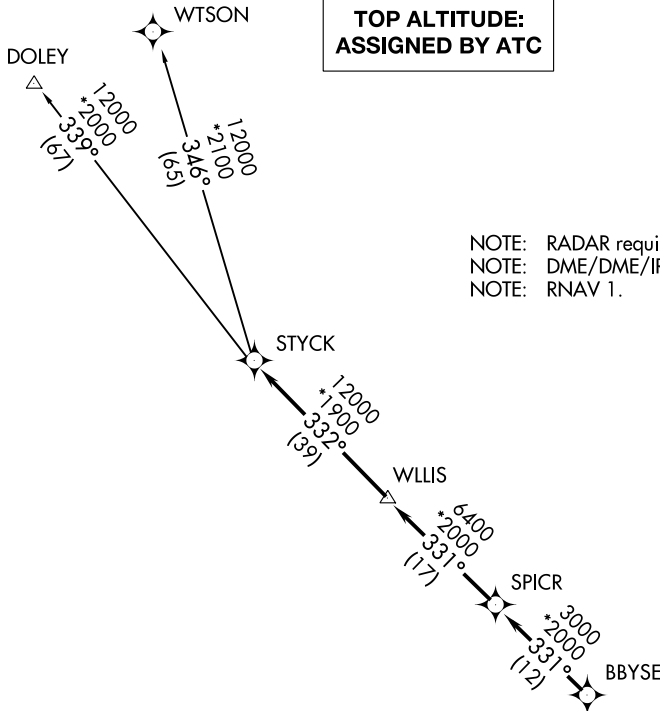 WTSON
TOP ALTITUDE:
ASSIGNED BY ATC
DOLEY
12000
*2000
339°
(67)
12000
*2100
346°
(65)
NOTE: RADAR requi
NOTE: DME/DME/
NOTE: RNAV 1.
STYCK
12000
*1900
332°
(39)
WLLIS
6400
*2000
331°
(17)
SPICR
3000
*2000
331°
(12)
BBYSE